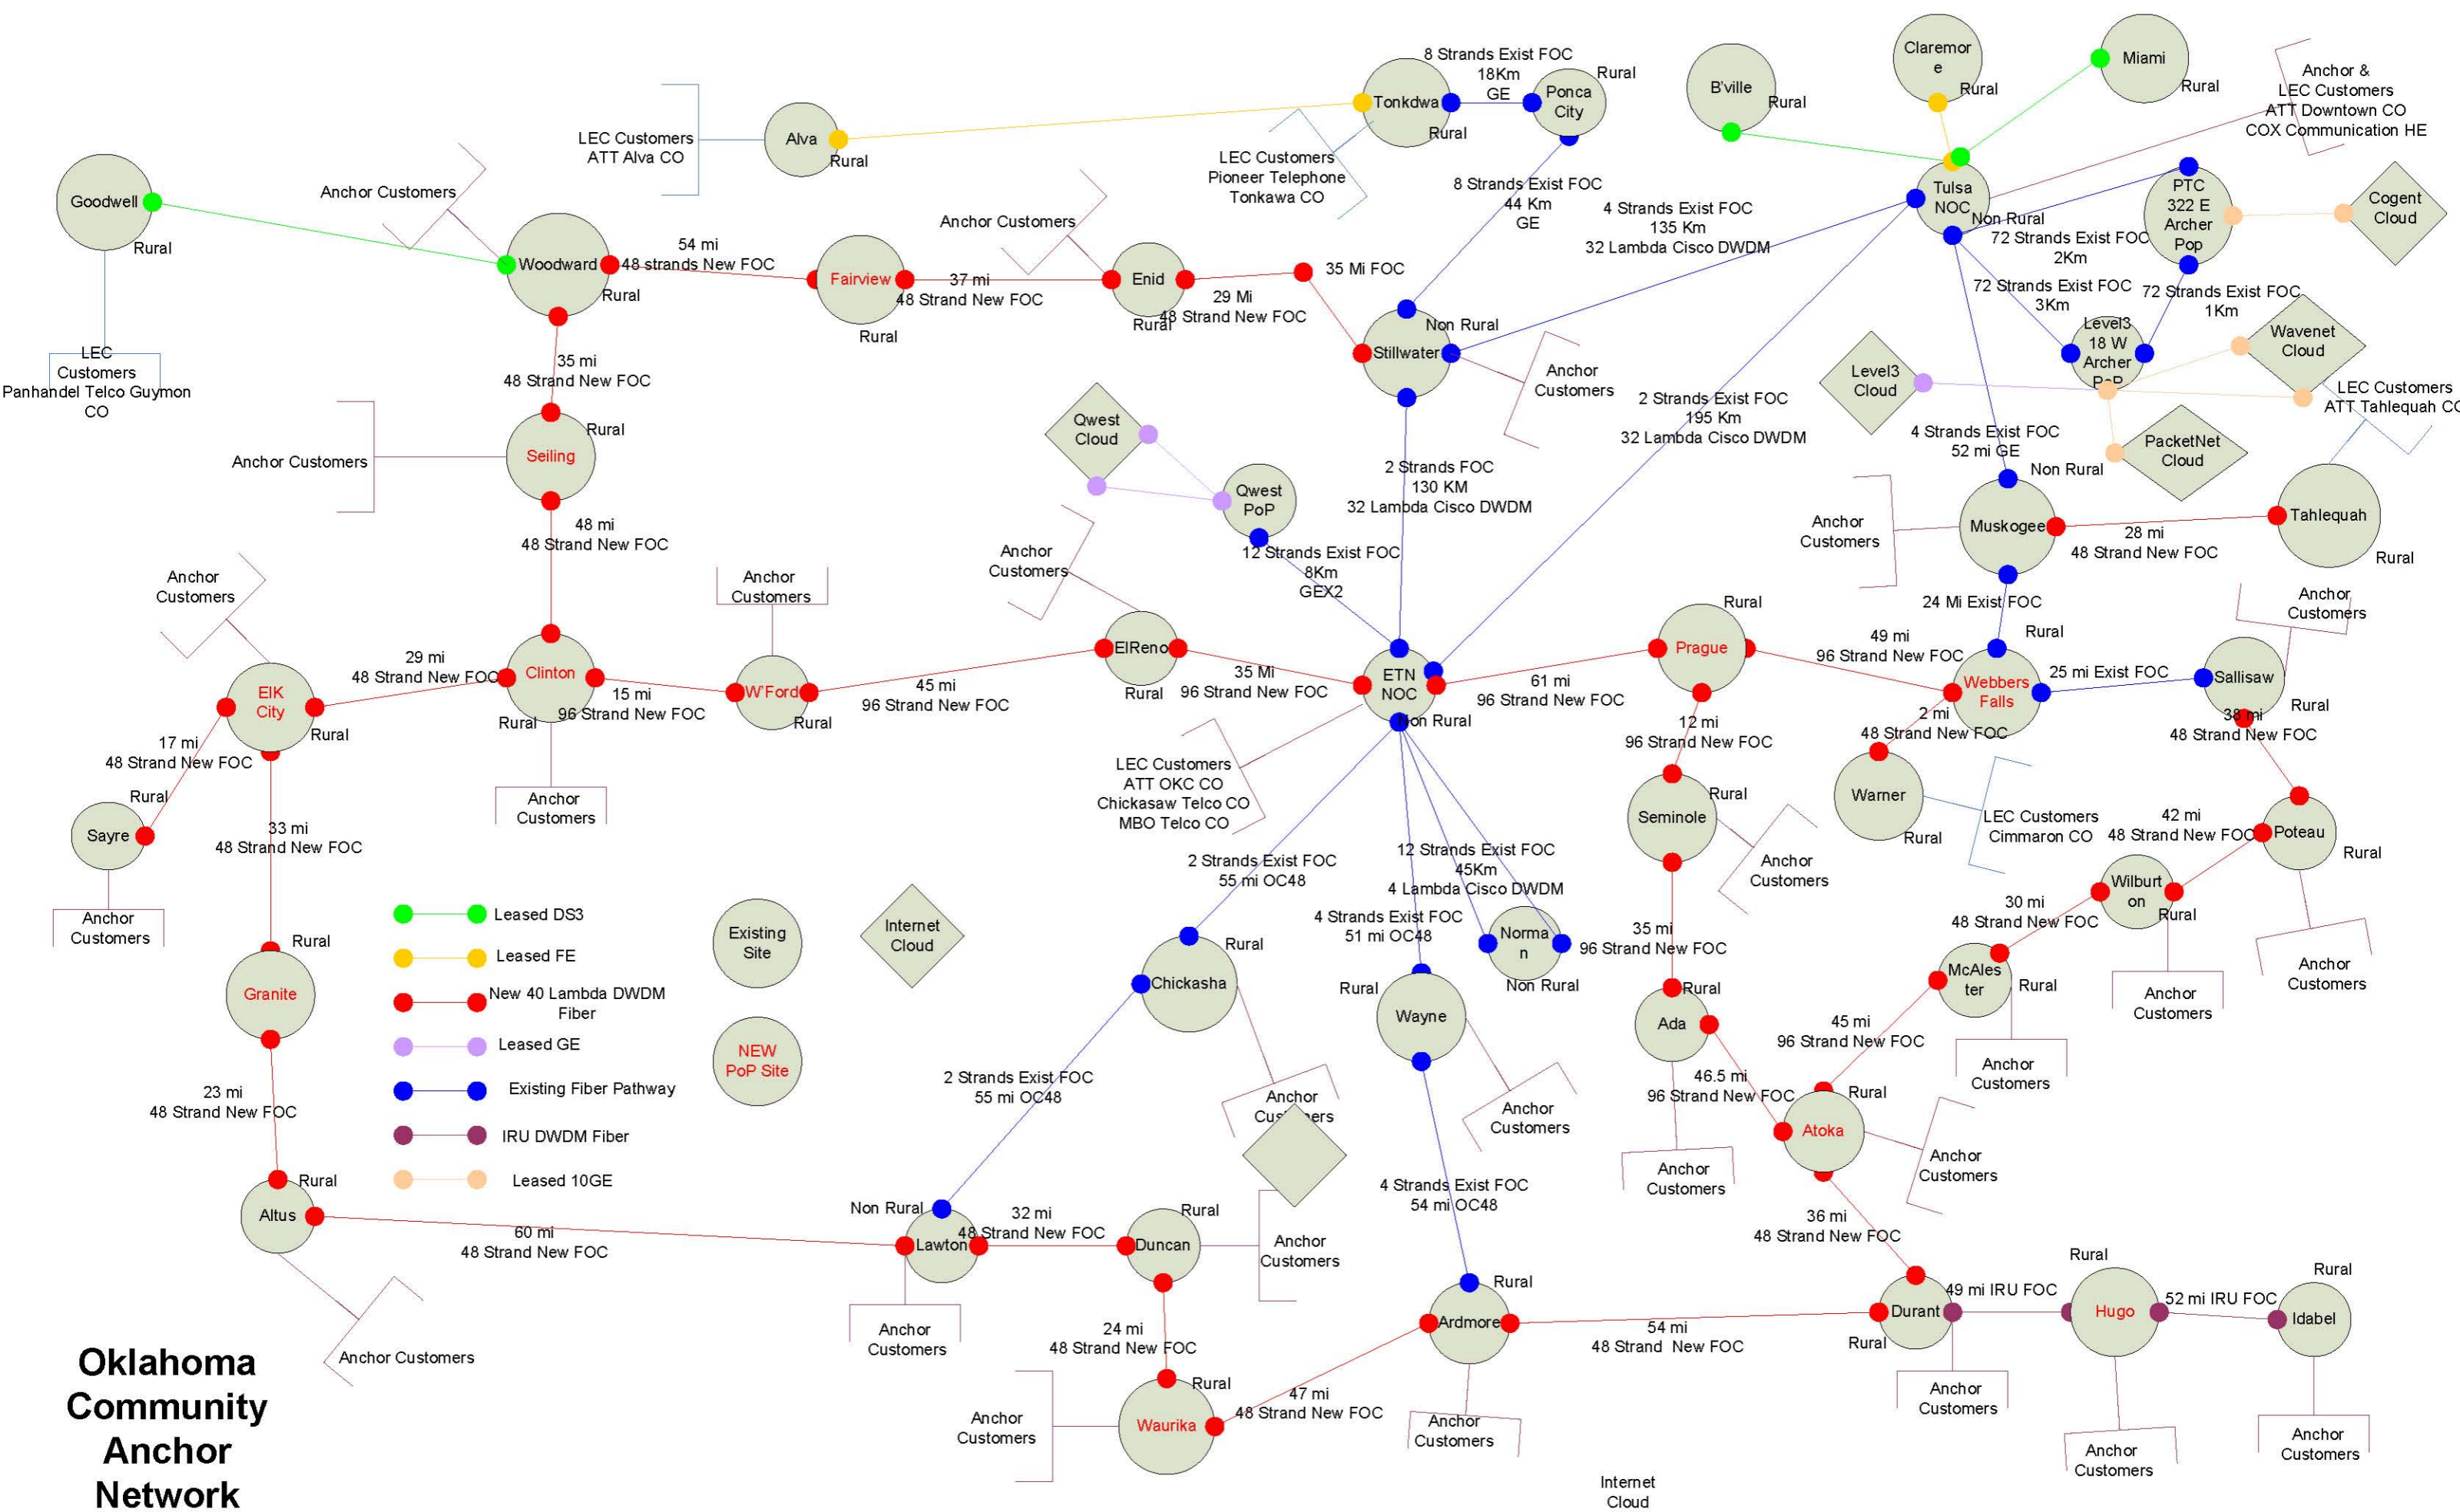 8 Strands Exist FOC
18Km
GE
Rural
Claremor
e
Rural
Miami
Rural
B'ville
Rural
Anchor &
LEC Customers
ATT Downtown CO
COX Communication HE
Tonkdwa
Rural
Ponca
City
LEC Customers
ATT Alva CO
Alva
Rural
LEC Customers
Pioneer Telephone
Tonkawa CO
8 Strands Exist FOC
44 Km
GE
4 Strands Exist FOC
135 Km
32 Lambda Cisco DWDM
Tulsa
NOC
Non Rural
PTC
322 E
Archer
Pop
Cogent
Cloud
72 Strands Exist FOC
2Km
72 Strands Exist FOC
3Km
72 Strands Exist FOC
1Km
Goodwell
Rural
Anchor Customers
Woodward
Rural
54 mi
48 strands New FOC
Fairview
Rural
37 mi
48 Strand New FOC
Anchor Customers
Enid
Rural
29 Mi
48 Strand New FOC
35 Mi FOC
Stillwater
Non Rural
Anchor
Customers
Level3
18 W
Archer
PoP
Wavenet
Cloud
Level3
Cloud
LEC Customers
ATT Tahlequah CO
PacketNet
Cloud
LEC
Customers
Panhandel Telco Guymon
CO
35 mi
48 Strand New FOC
Seiling
Rural
Anchor Customers
Qwest
Cloud
Qwest
PoP
2 Strands Exist FOC
195 Km
32 Lambda Cisco DWDM
2 Strands FOC
130 KM
32 Lambda Cisco DWDM
4 Strands Exist FOC
52 mi GE
Non Rural
Muskogee
Anchor
Customers
28 mi
48 Strand New FOC
Tahlequah
Rural
48 mi
48 Strand New FOC
12 Strands Exist FOC
8Km
GEX2
Anchor
Customers
Anchor
Customers
Anchor
Customers
24 Mi Exist FOC
Rural
Anchor
Customers
ElK
City
Rural
29 mi
48 Strand New FOC
Clinton
Rural
15 mi
96 Strand New FOC
W'Ford
Rural
45 mi
96 Strand New FOC
ElReno
Rural
35 Mi
96 Strand New FOC
ETN
NOC
Non Rural
61 mi
96 Strand New FOC
Prague
Rural
49 mi
96 Strand New FOC
Webbers
Falls
25 mi Exist FOC
Sallisaw
Rural
17 mi
48 Strand New FOC
Sayre
Rural
Anchor
Customers
33 mi
48 Strand New FOC
Anchor
Customers
LEC Customers
ATT OKC CO
Chickasaw Telco CO
MBO Telco CO
12 mi
96 Strand New FOC
2 mi
48 Strand New FOC
38 mi
48 Strand New FOC
Seminole
Rural
Anchor
Customers
Warner
Rural
LEC Customers
Cimmaron CO
42 mi
48 Strand New FOC
Poteau
Rural
2 Strands Exist FOC
55 mi OC48
12 Strands Exist FOC
45Km
4 Lambda Cisco DWDM
4 Strands Exist FOC
51 mi OC48
Norma
n
Non Rural
35 mi
96 Strand New FOC
30 mi
48 Strand New FOC
Wilburt
on
Rural
Anchor
Customers
Anchor
Customers
Leased DS3
Leased FE
New 40 Lambda DWDM
Fiber
Leased GE
Existing Fiber Pathway
IRU DWDM Fiber
Leased 10GE
Existing
Site
NEW
PoP Site
Internet
Cloud
Granite
Rural
Chickasha
Rural
Rural
Wayne
Ada
Rural
McAles
ter
Rural
Anchor
Customers
45 mi
96 Strand New FOC
23 mi
48 Strand New FOC
2 Strands Exist FOC
55 mi OC48
Anchor
Customers
Anchor
Customers
46.5 mi
96 Strand New FOC
Atoka
Rural
Anchor
Customers
Anchor
Customers
Altus
Rural
Anchor Customers
60 mi
48 Strand New FOC
Non Rural
Lawton
Anchor
Customers
32 mi
48 Strand New FOC
Duncan
Rural
Anchor
Customers
4 Strands Exist FOC
54 mi OC48
36 mi
48 Strand New FOC
24 mi
48 Strand New FOC
Waurika
Rural
Anchor
Customers
47 mi
48 Strand New FOC
Ardmore
Rural
Anchor
Customers
54 mi
48 Strand New FOC
Durant
Rural
Anchor
Customers
49 mi IRU FOC
Rural
Hugo
Anchor
Customers
52 mi IRU FOC
Rural
Idabel
Anchor
Customers
Internet
Cloud
Oklahoma
Community
Anchor
Network